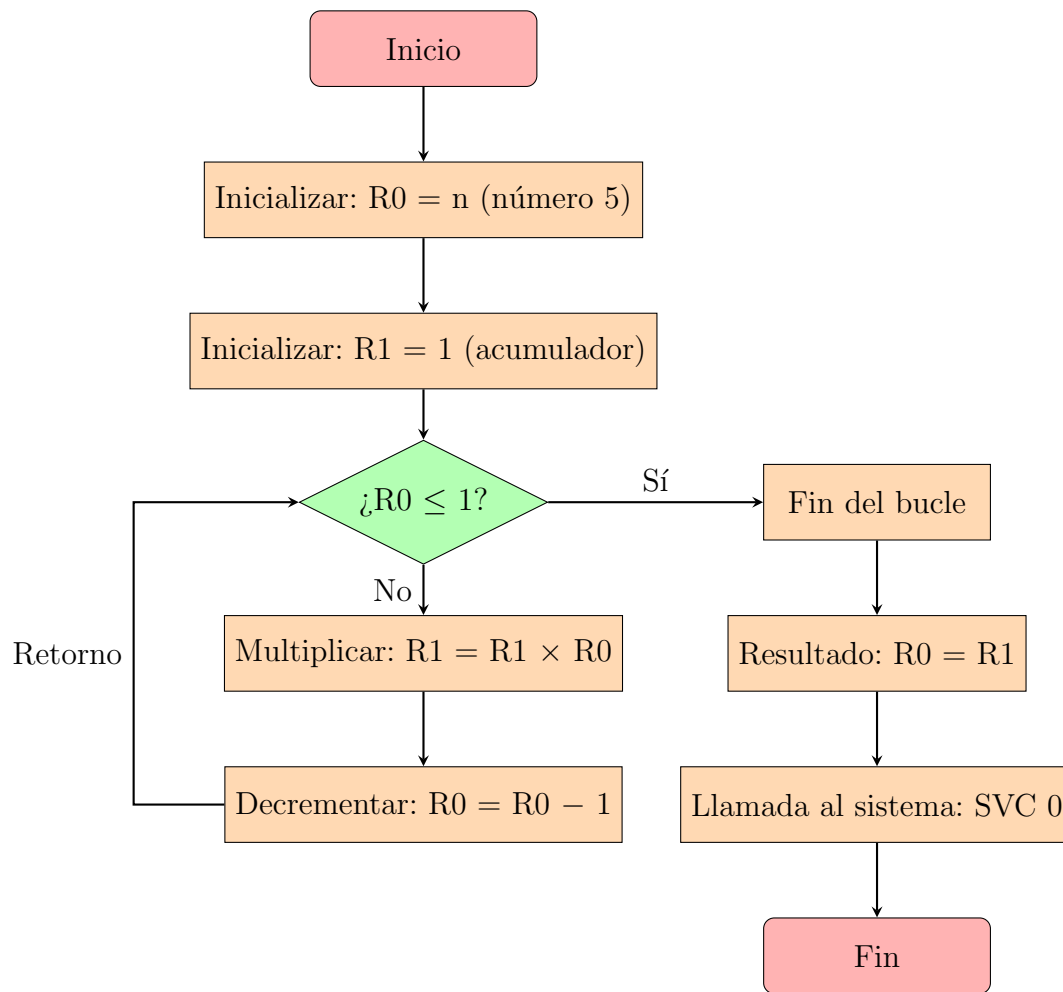 Inicio
Inicializar: R0 = n (número 5)
Inicializar: R1 = 1 (acumulador)
¿R0 ≤ 1?
Sí
Fin del bucle
No
Retorno
Multiplicar: R1 = R1 × R0
Resultado: R0 = R1
Decrementar: R0 = R0 − 1
Llamada al sistema: SVC 0
Fin